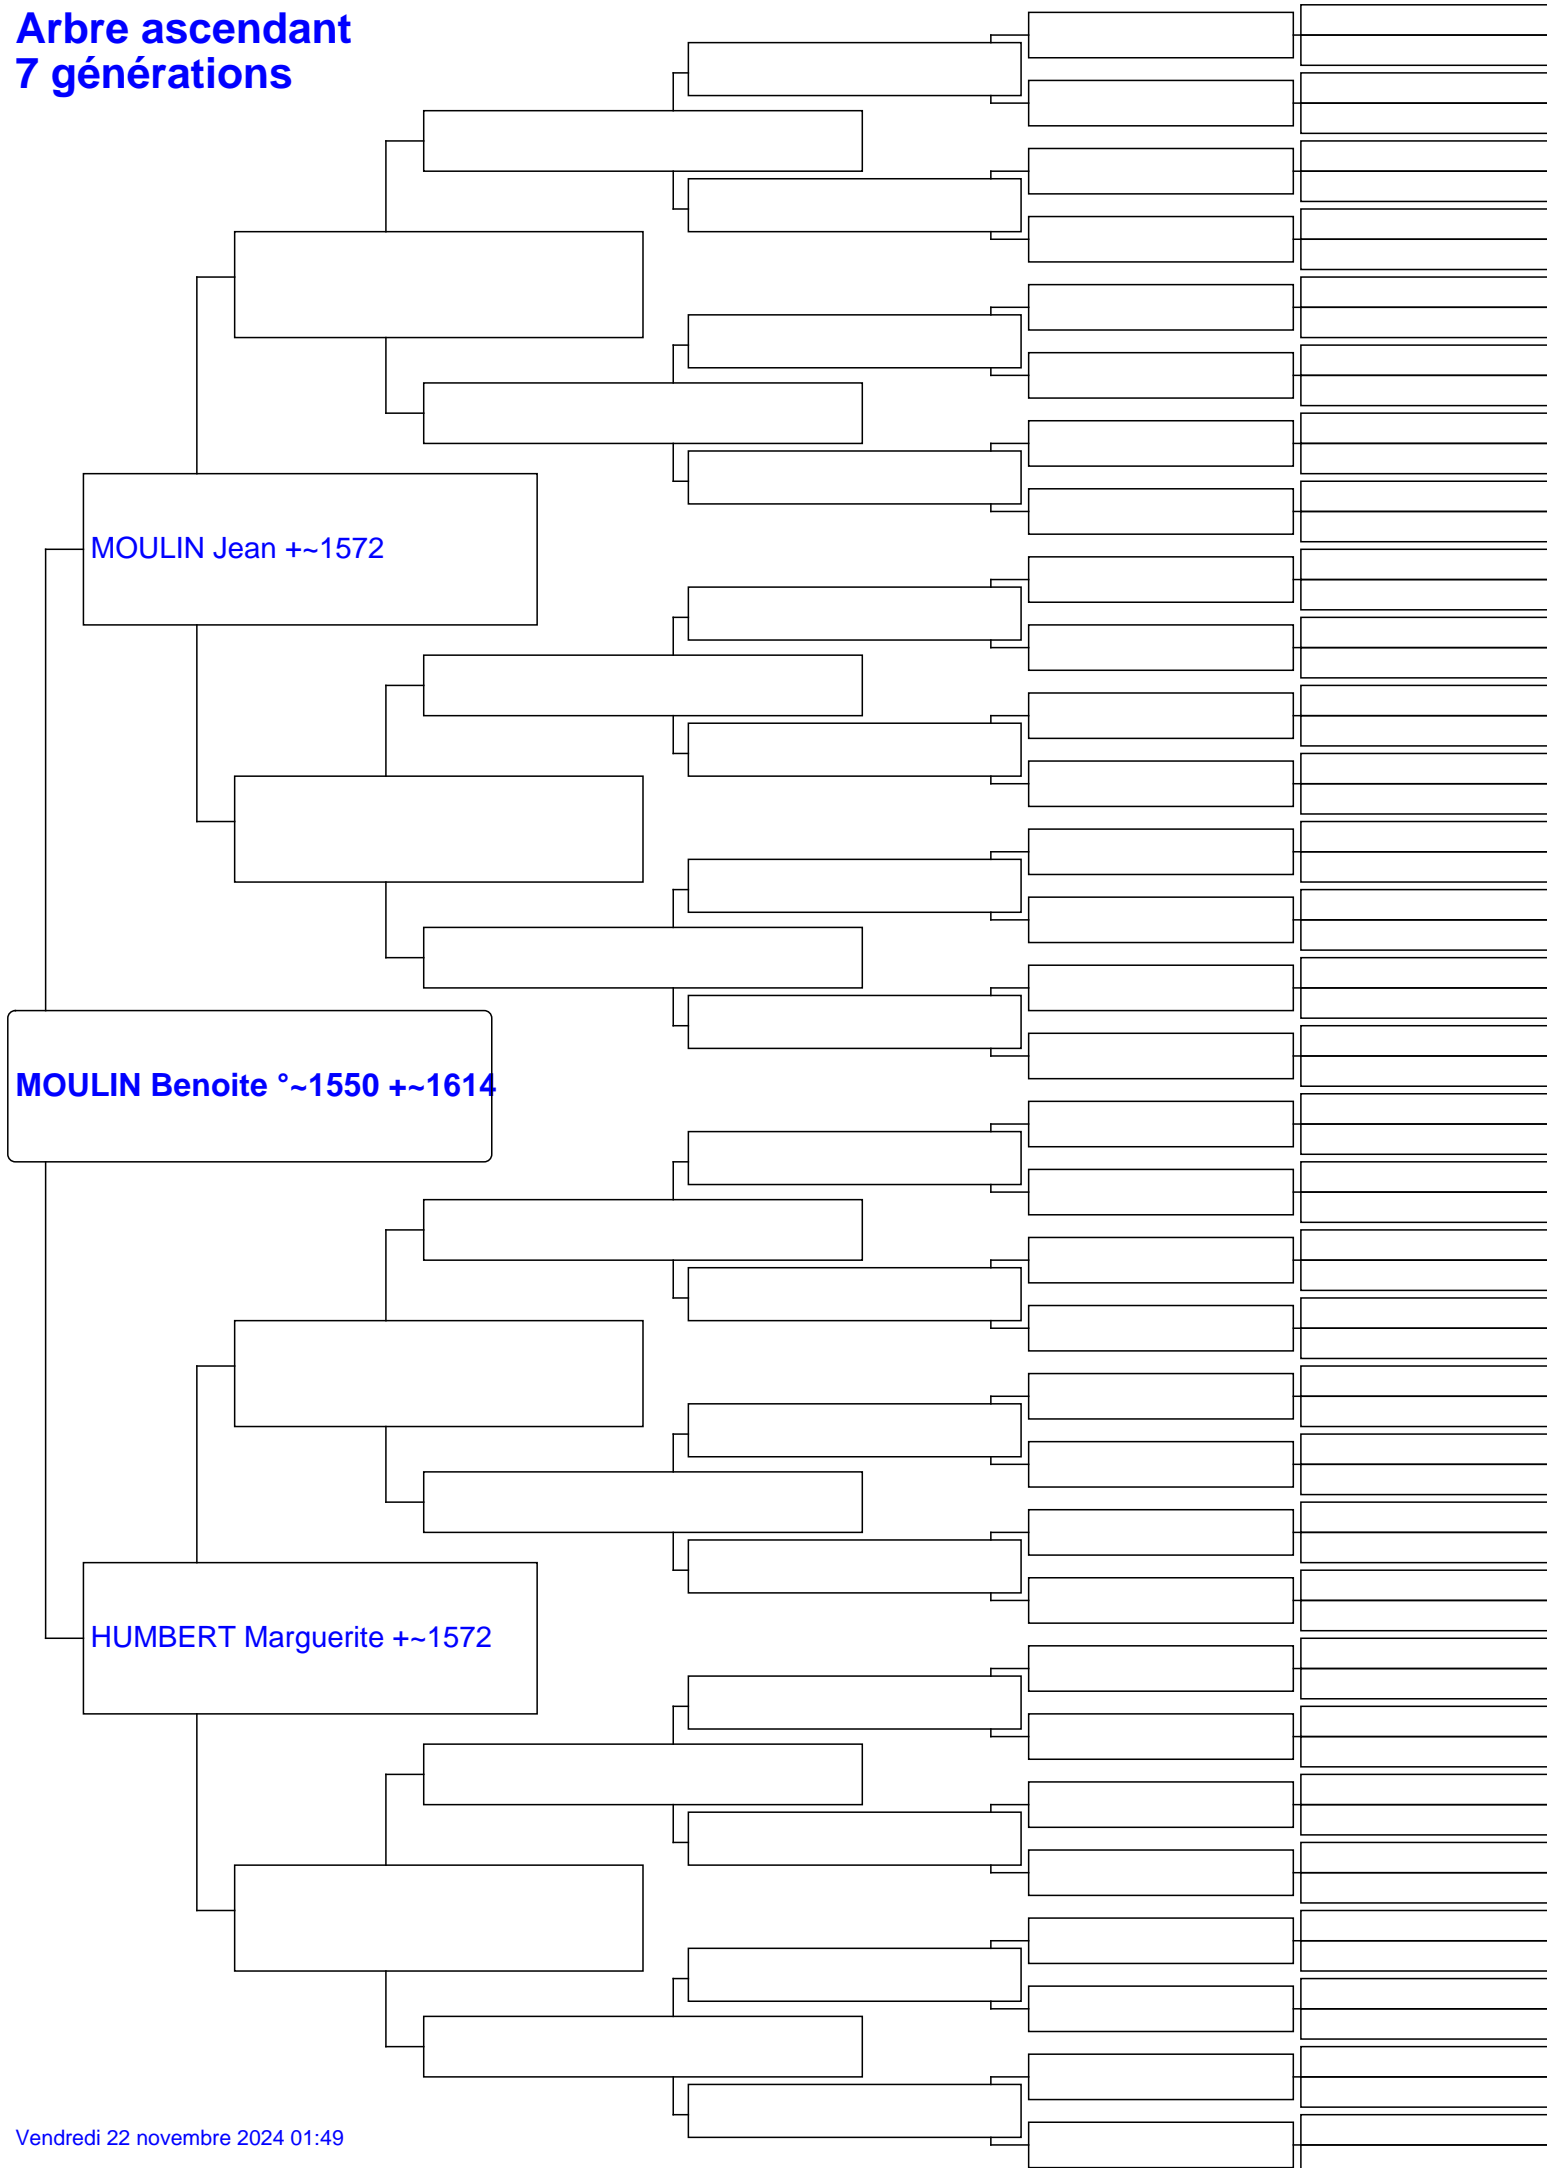 Arbre ascendant
7 générations
MOULIN Jean +~1572
MOULIN Benoite °~1550 +~1614
HUMBERT Marguerite +~1572
Vendredi 22 novembre 2024 01:49